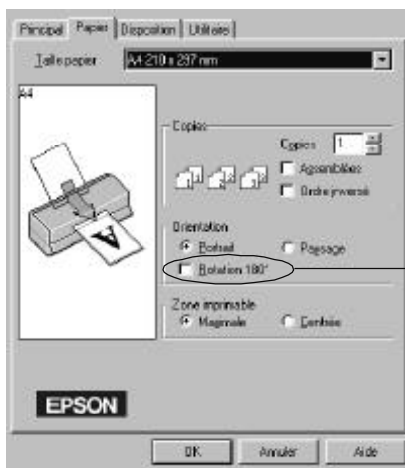 Principal Papier Disposition Utilitaire
Taille papier A4 210 x 297 mm
A4
Copies
Copies 1
Assemblées
Ordre inversé
Orientation
Portrait Paysage
Rotation 180°
Zone imprimable
Maximale Centrée
EPSON
OK Annuler Aide